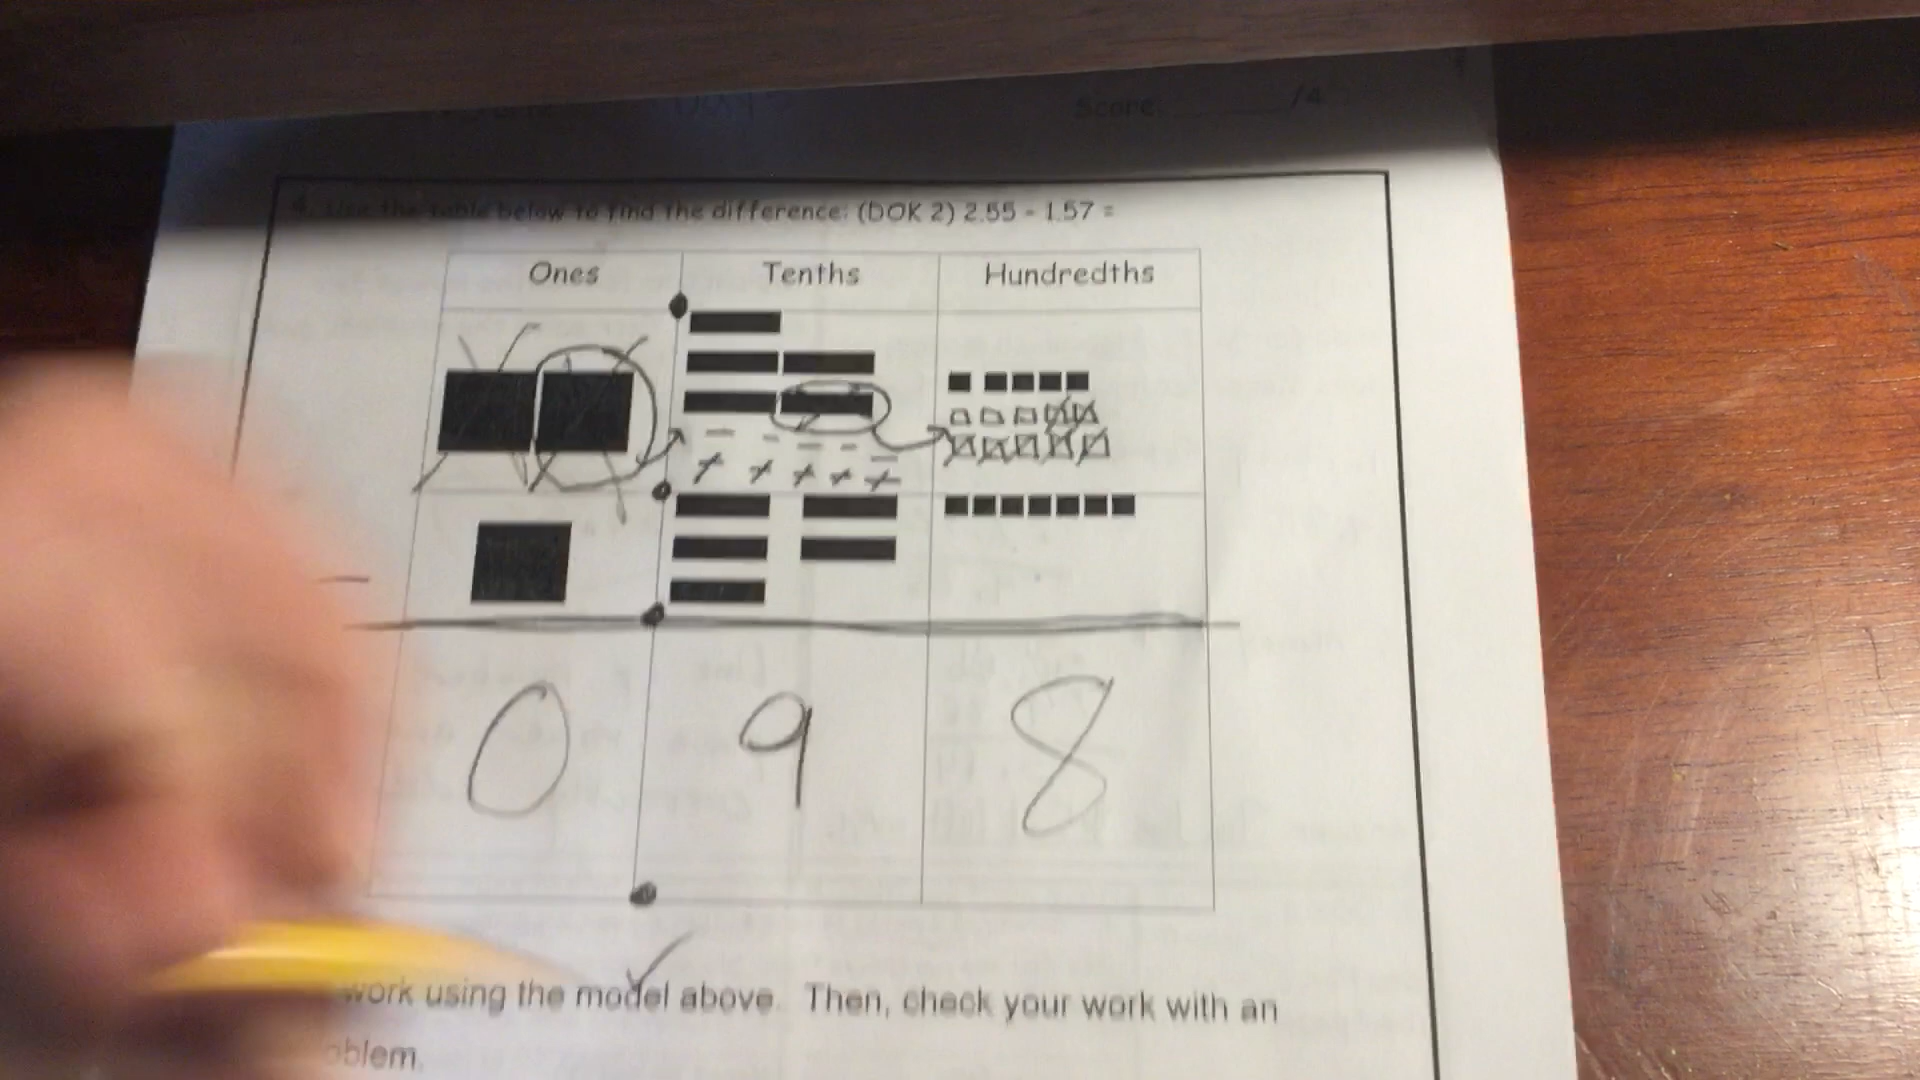 Score: /4
4. Use the table below to find the difference: (DOK 2) 2.55 - 1.57 =
Ones Tenths Hundredths
0 9 8
work using the model above. Then, check your work with an
oblem.